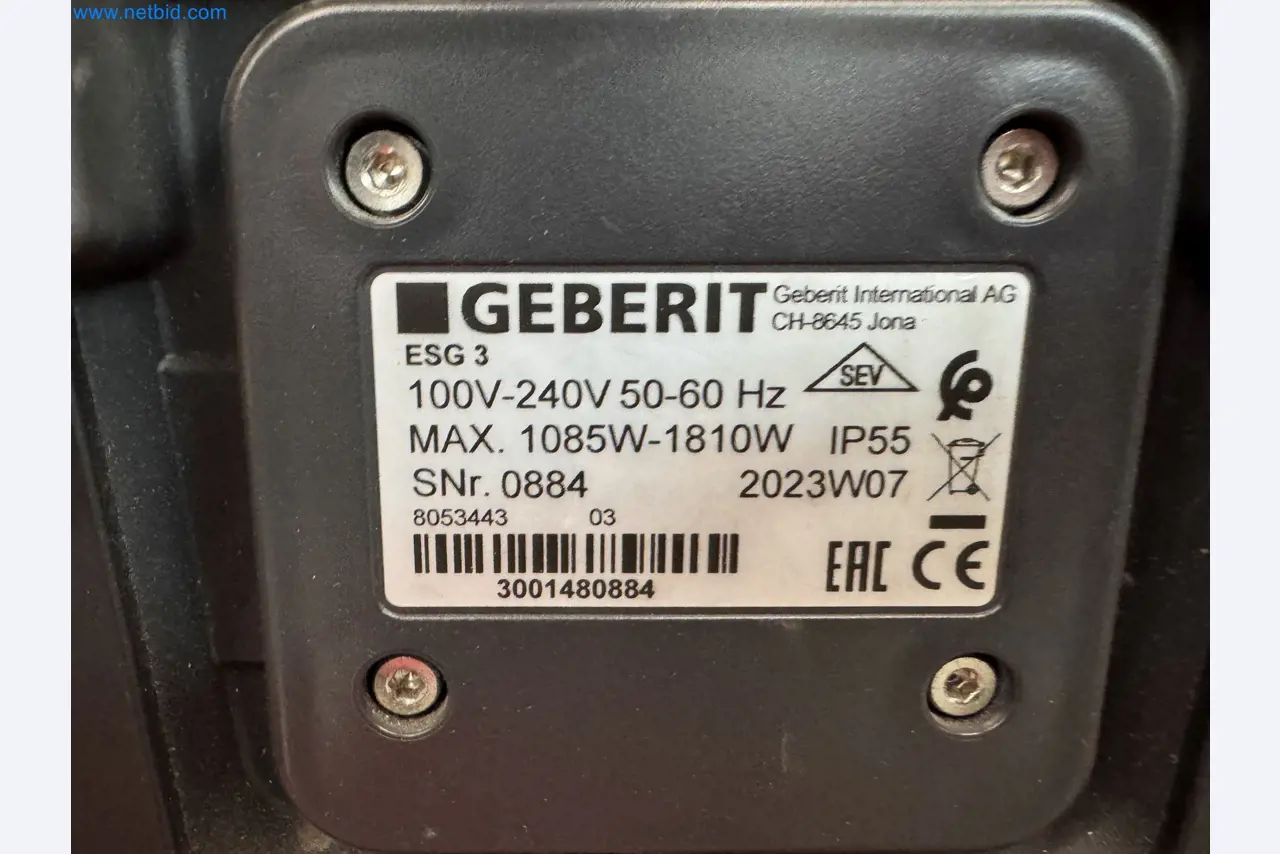 www.netbid.com
GEBERIT
Geberit International AG
CH-8645 Jona
ESG 3
SEV
100V-240V 50-60 Hz
MAX. 1085W-1810W IP55
SNr. 0884 2023W07
8053443 03
3001480884
EAC CE